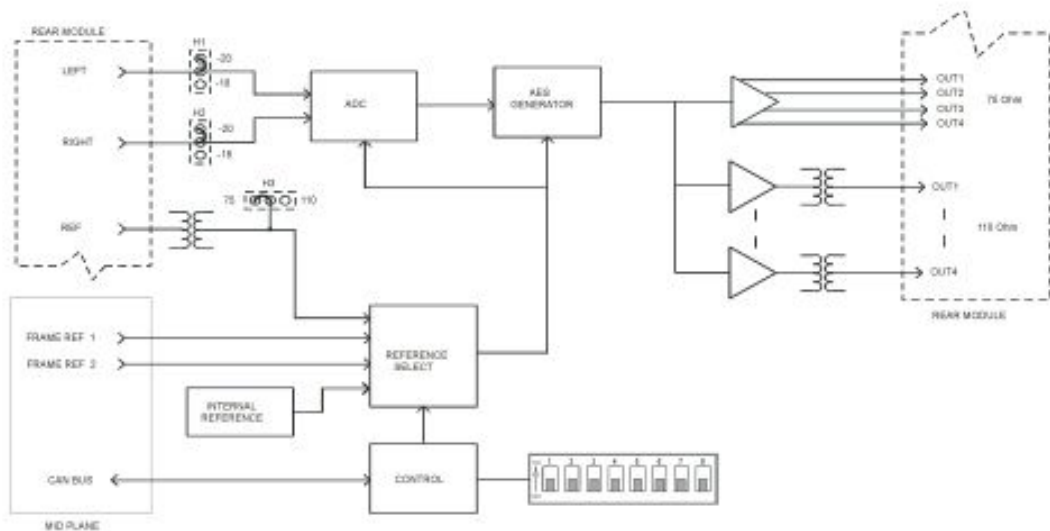 REAR MODULE
H1
-20
-18
LEFT
ADC
AES
GENERATOR
OUT1
OUT2
OUT3
OUT4
75 Ohm
H2
-20
-18
RIGHT
H3
75
110
REF
OUT1
110 Ohm
OUT4
REAR MODULE
FRAME REF 1
FRAME REF 2
REFERENCE
SELECT
INTERNAL
REFERENCE
CAN BUS
CONTROL
1 2 3 4 5 6 7 8
MID PLANE